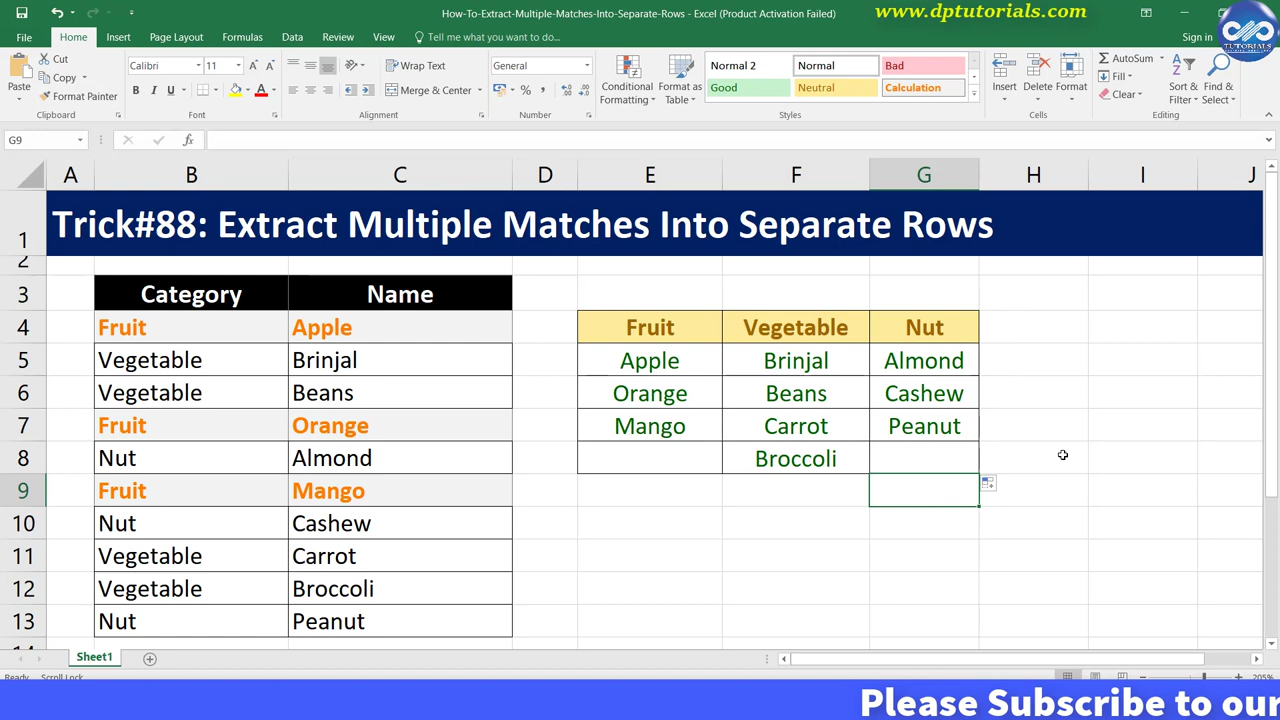 How-To-Extract-Multiple-Matches-Into-Separate-Rows - Excel (Product Activation Failed)
www.dptutorials.com
TUTORIALS
File Home Insert Page Layout Formulas Data Review View Tell me what you want to do... Sign in
Cut
Copy
Format Painter
Paste
Clipboard
Calibri 11
B I U
Font
Wrap Text
Merge & Center
Alignment
General
Number
Conditional Formatting
Format as Table
Normal 2 Normal Bad
Good Neutral Calculation
Styles
Insert Delete Format
Cells
AutoSum
Fill
Clear
Sort & Filter
Find & Select
Editing
G9 fx
A B C D E F G H I J
1 Trick#88: Extract Multiple Matches Into Separate Rows
2
3 Category Name
4 Fruit Apple Fruit Vegetable Nut
5 Vegetable Brinjal Apple Brinjal Almond
6 Vegetable Beans Orange Beans Cashew
7 Fruit Orange Mango Carrot Peanut
8 Nut Almond Broccoli
9 Fruit Mango
10 Nut Cashew
11 Vegetable Carrot
12 Vegetable Broccoli
13 Nut Peanut
Sheet1
Ready Scroll Lock 205%
Please Subscribe to our